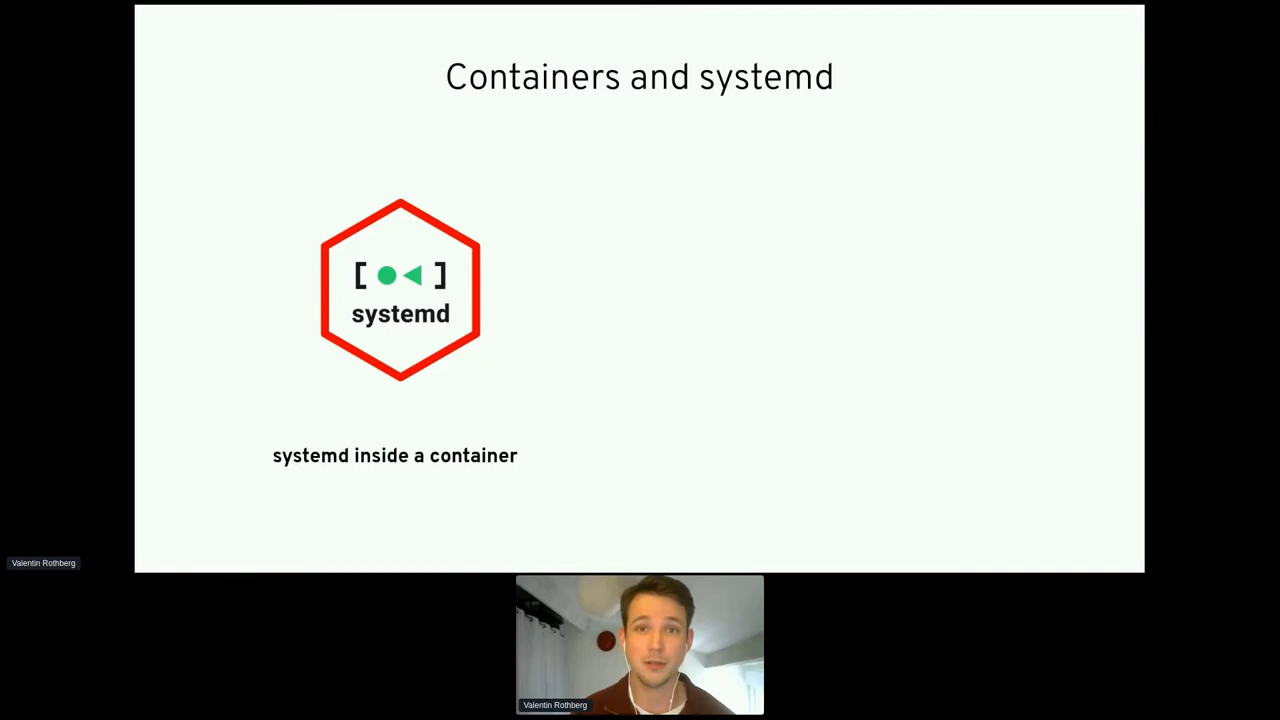 Containers and systemd
[ ]
systemd
systemd inside a container
Valentin Rothberg
Valentin Rothberg